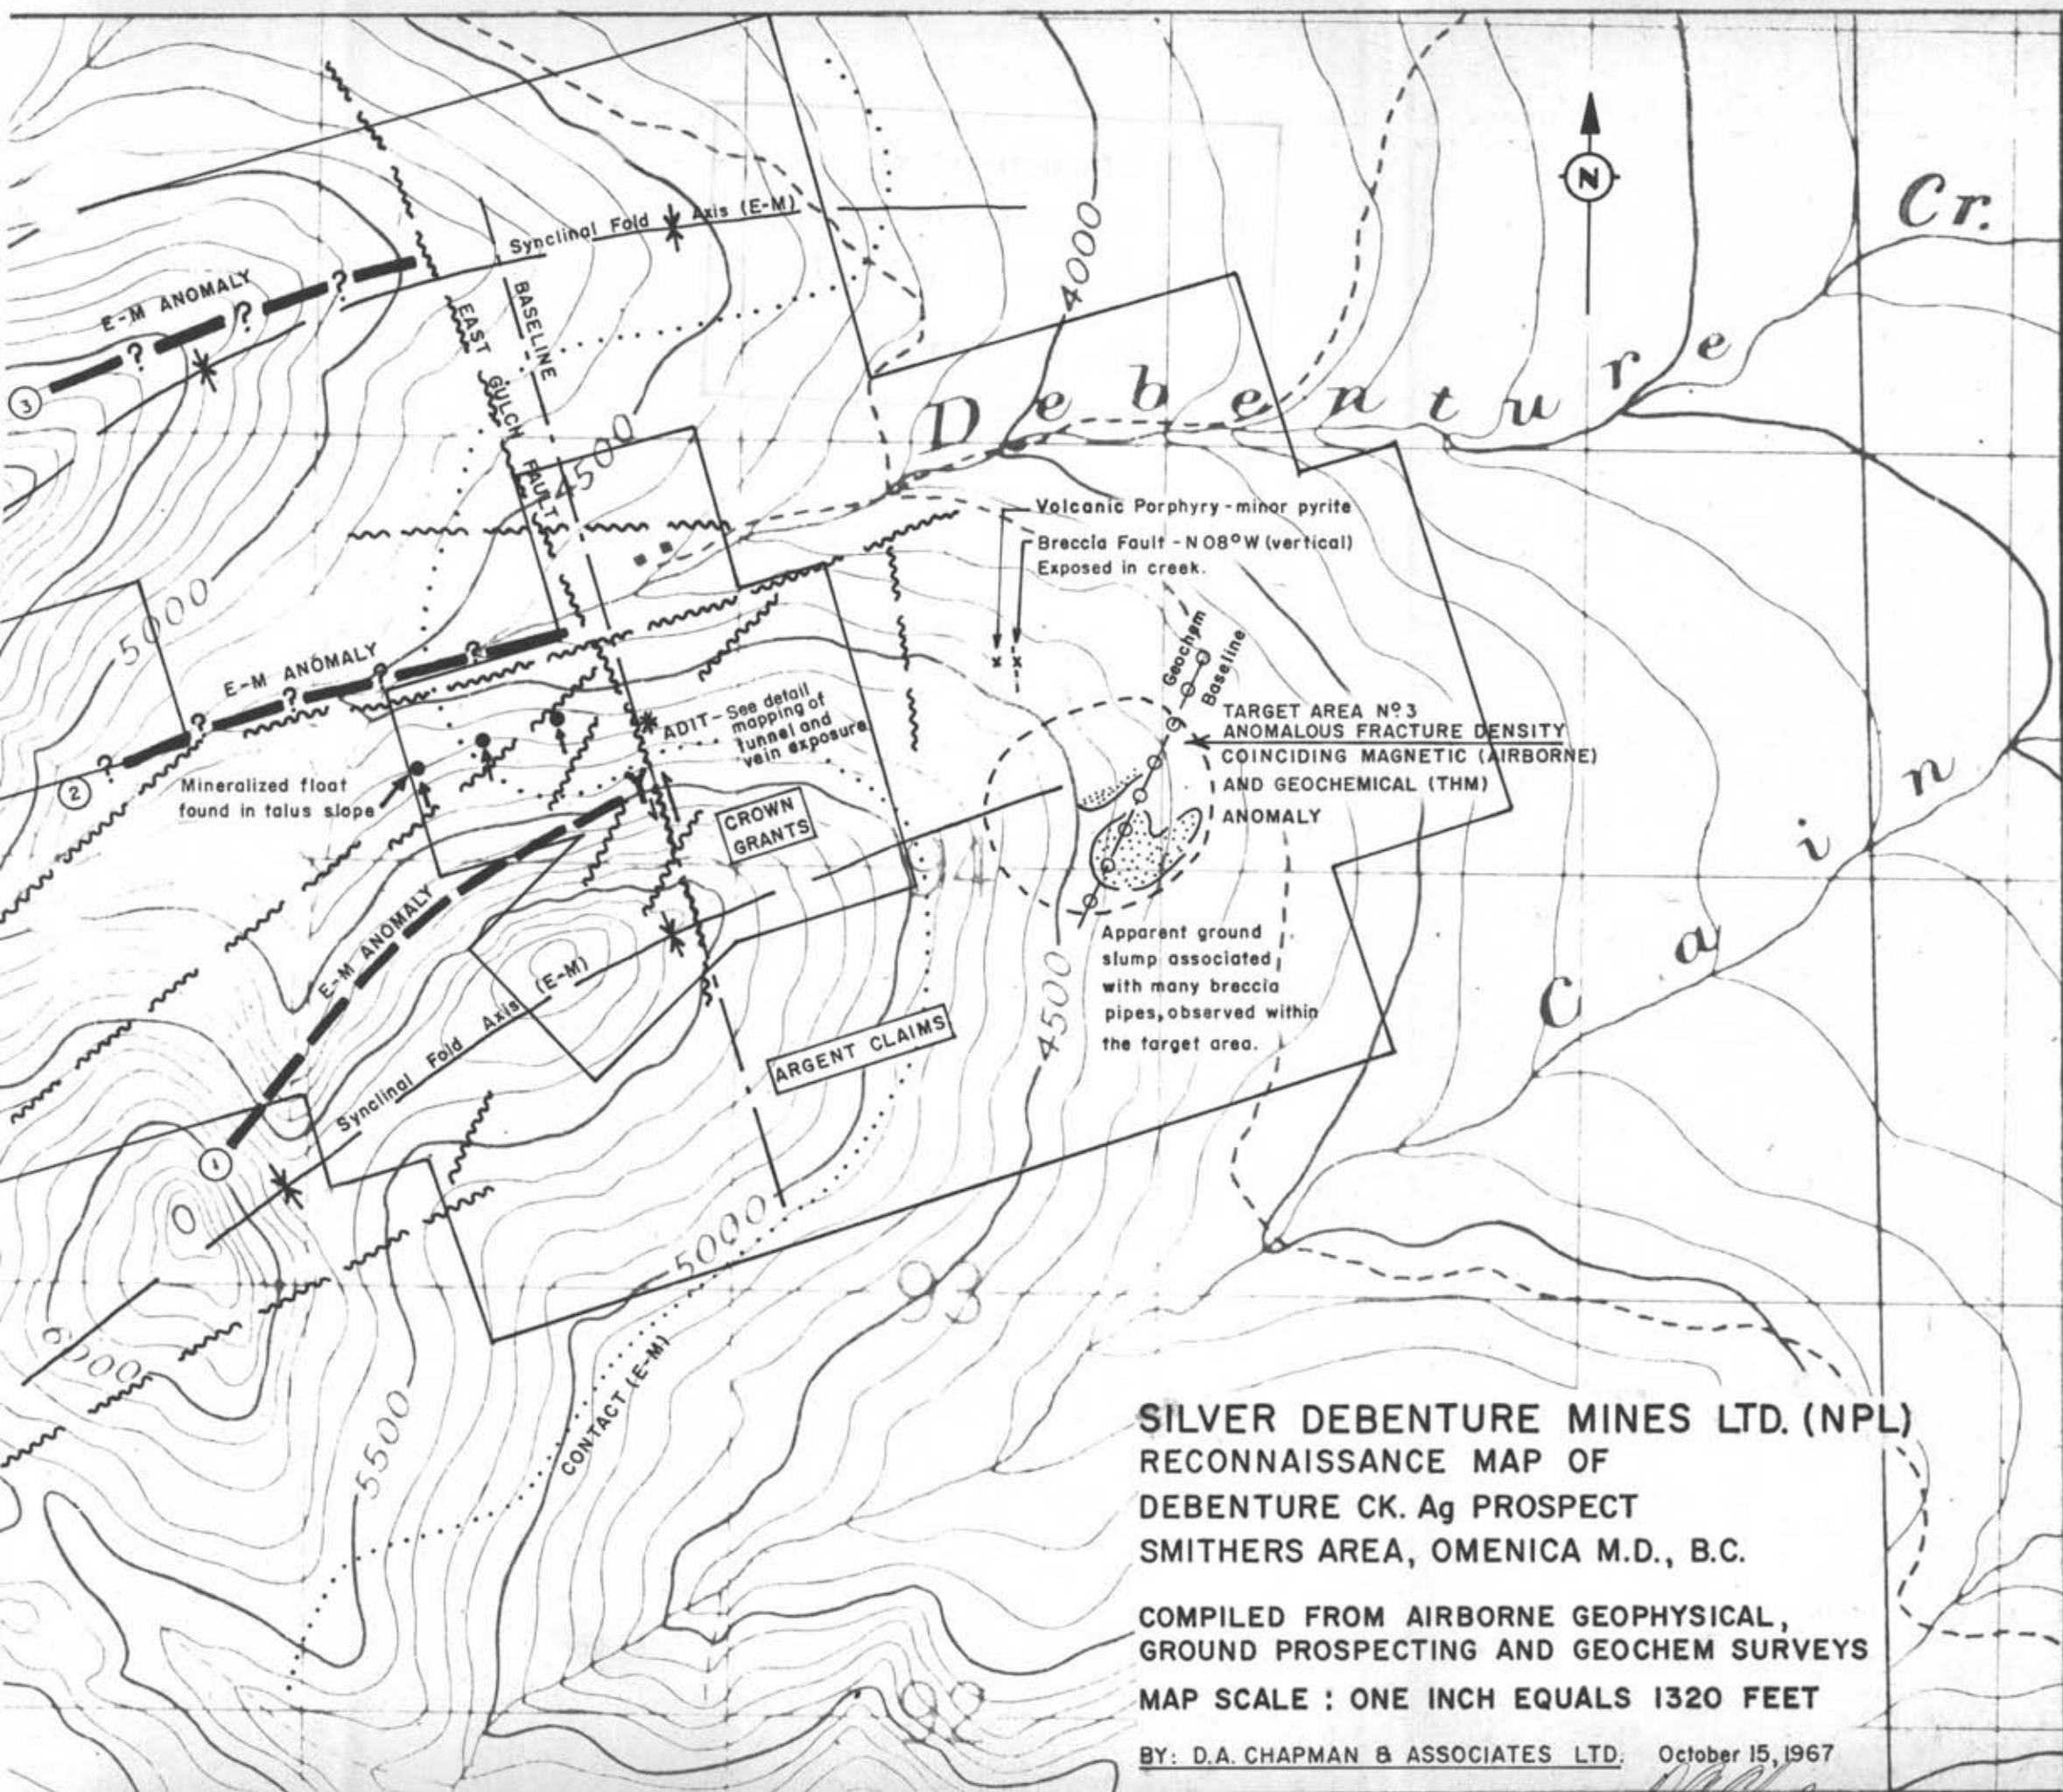 Cr.
4000
Synclinal Fold Axis (E-M)
N
E-M ANOMALY
? ? ?
3
BASELINE
EAST GULCH FAULT
4500
Debenture
Volcanic Porphyry - minor pyrite
Breccia Fault - N 08° W (vertical)
Exposed in creek.
5000
E-M ANOMALY
? ? ? ? ?
2
Geochem
Baseline
ADIT - See detail
mapping of
tunnel and
vein exposure
TARGET AREA Nº 3
ANOMALOUS FRACTURE DENSITY
COINCIDING MAGNETIC (AIRBORNE)
AND GEOCHEMICAL (THM)
ANOMALY
Mineralized float
found in talus slope
CROWN
GRANTS
94
Cain
E-M ANOMALY
1
Synclinal Fold Axis (E-M)
Apparent ground
slump associated
with many breccia
pipes, observed within
the target area.
4500
ARGENT CLAIMS
5000
93
5500
CONTACT (E-M)
SILVER DEBENTURE MINES LTD. (NPL)
RECONNAISSANCE MAP OF
DEBENTURE CK. Ag PROSPECT
SMITHERS AREA, OMENICA M.D., B.C.
COMPILED FROM AIRBORNE GEOPHYSICAL,
GROUND PROSPECTING AND GEOCHEM SURVEYS
MAP SCALE : ONE INCH EQUALS 1320 FEET
92
BY: D.A. CHAPMAN & ASSOCIATES LTD. October 15, 1967